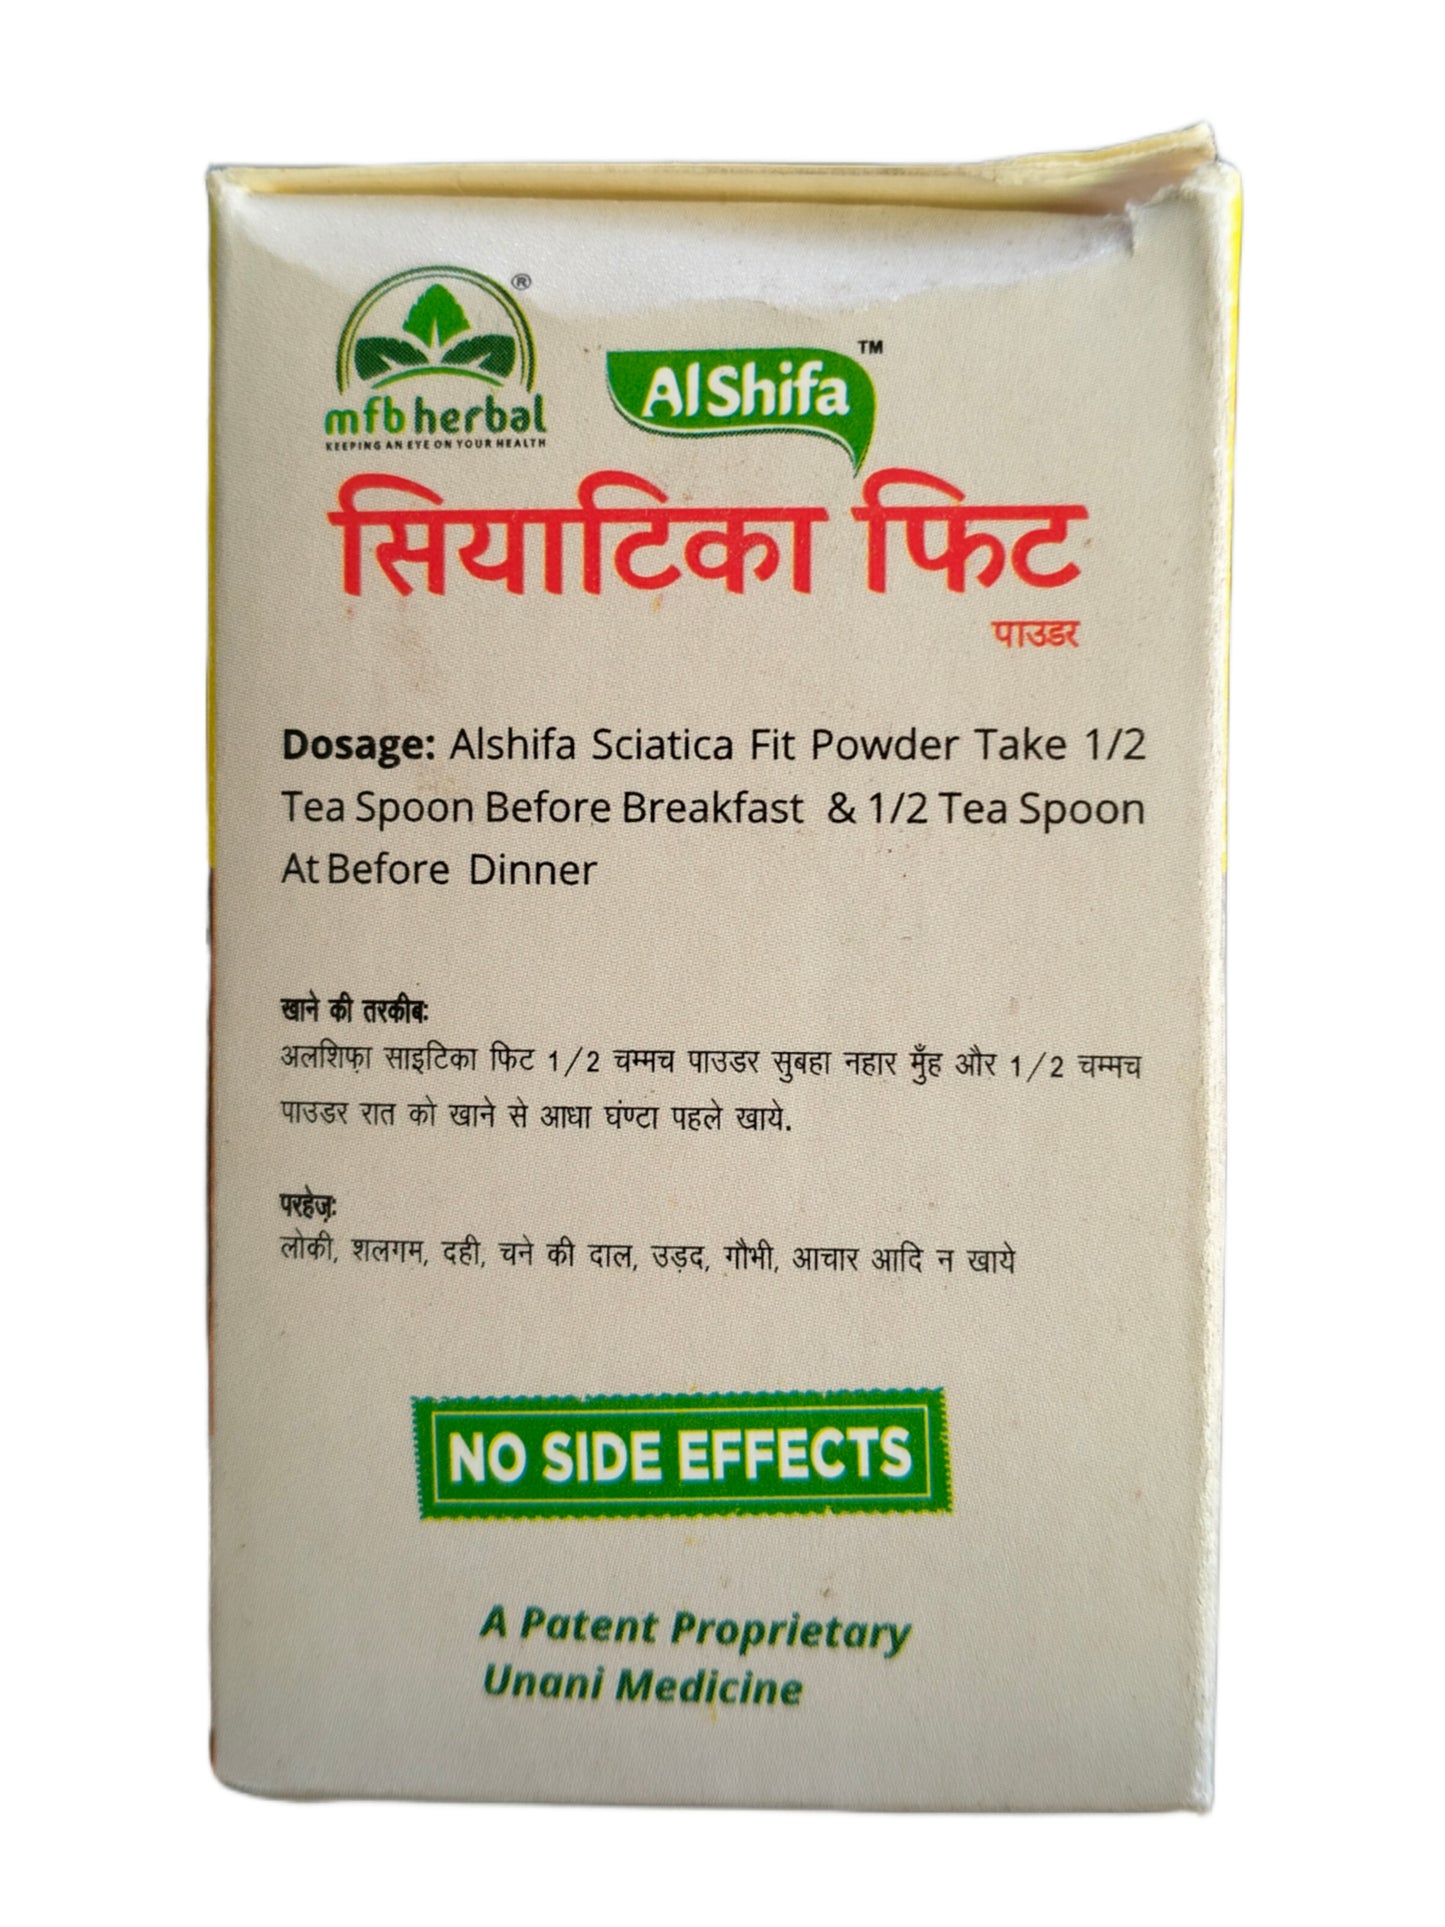 ®
mfb herbal
KEEPING AN EYE ON YOUR HEALTH
AlShifa TM
सियाटिका फिट
पाउडर
Dosage: Alshifa Sciatica Fit Powder Take 1/2
Tea Spoon Before Breakfast & 1/2 Tea Spoon
At Before Dinner
खाने की तरकीब:
अलशिफ़ा साइटिका फिट 1/2 चम्मच पाउडर सुबहा नहार मुँह और 1/2 चम्मच
पाउडर रात को खाने से आधा घंण्टा पहले खाये.
परहेज़:
लोकी, शलगम, दही, चने की दाल, उड़द, गौभी, आचार आदि न खाये
NO SIDE EFFECTS
A Patent Proprietary
Unani Medicine